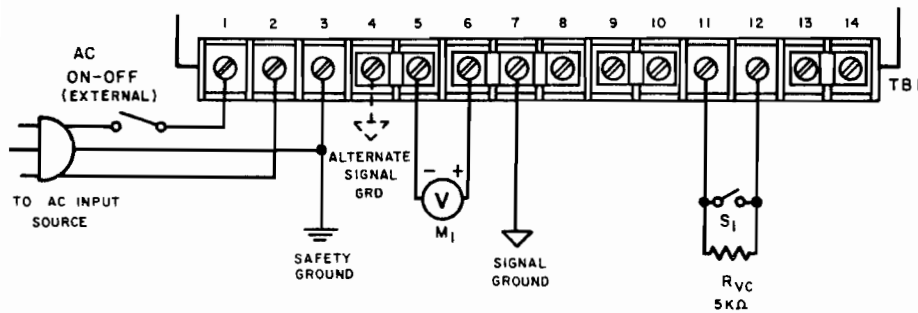 1 2 3 4 5 6 7 8 9 10 11 12 13 14
TB1
AC
ON-OFF
(EXTERNAL)
TO AC INPUT
SOURCE
SAFETY
GROUND
ALTERNATE
SIGNAL
GRD
- +
V
M1
SIGNAL
GROUND
S1
RVC
5KΩ